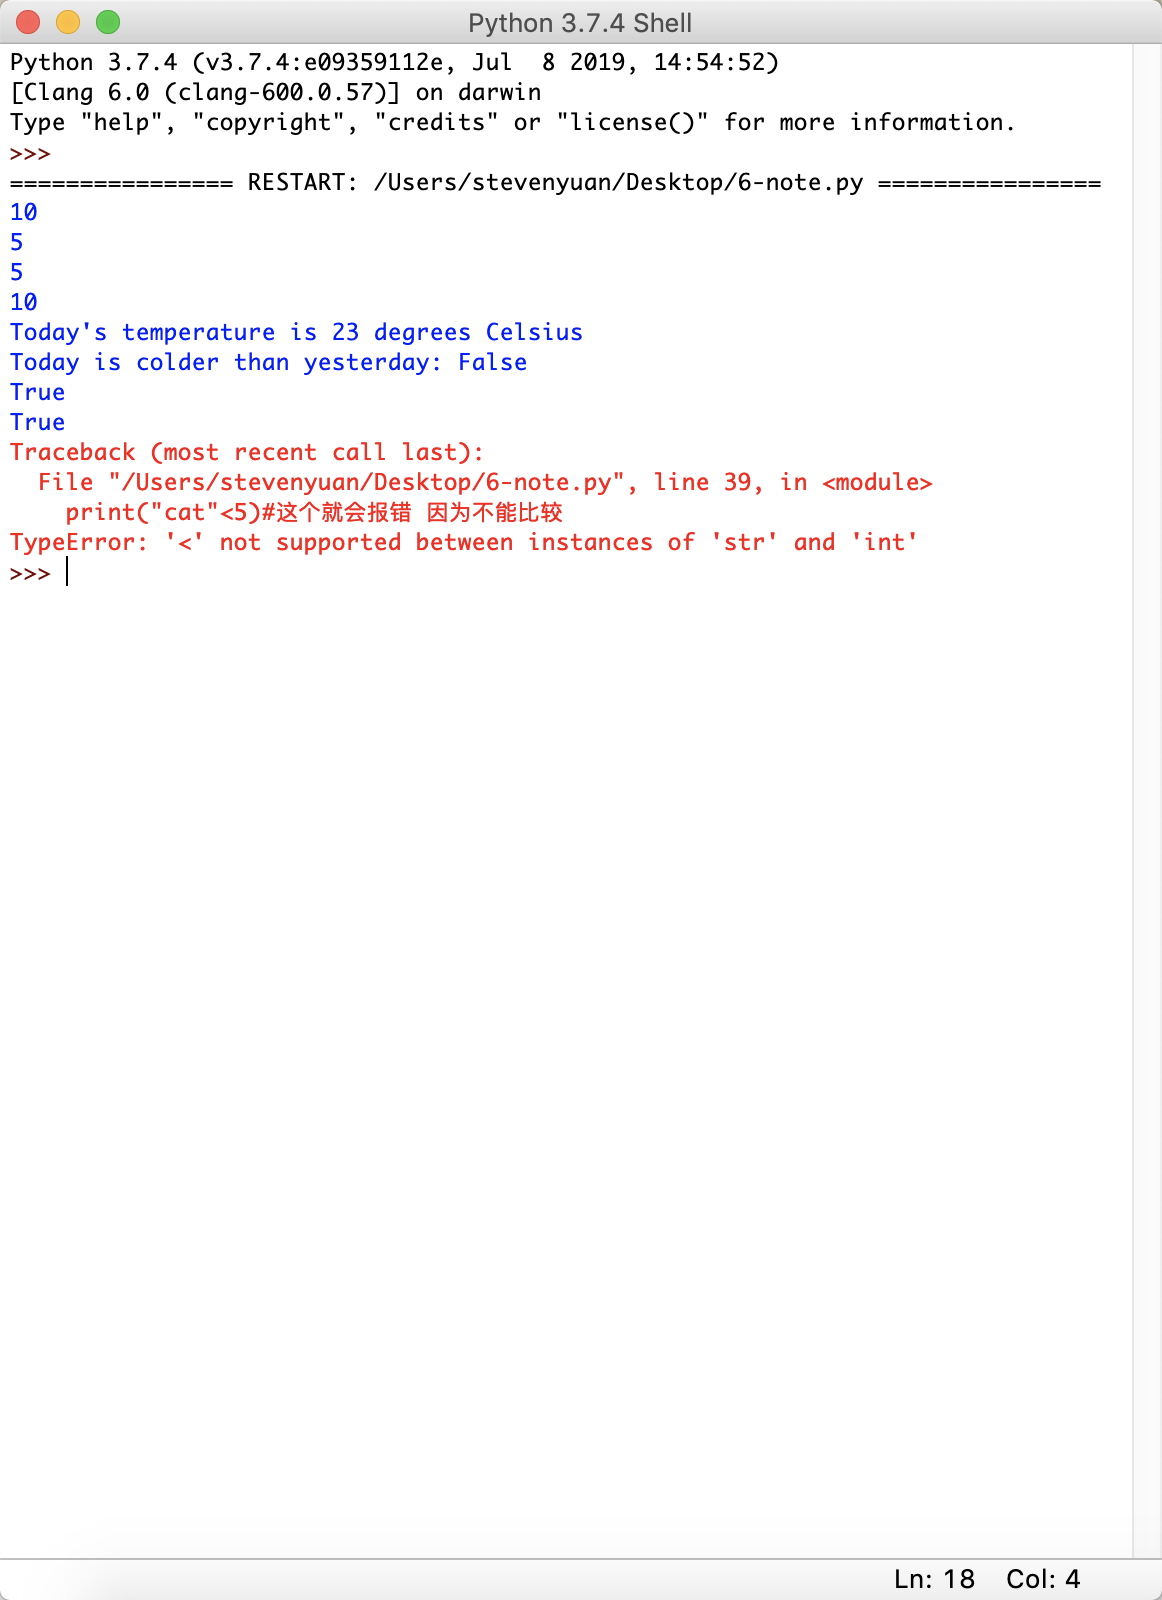 Python 3.7.4 Shell
Python 3.7.4 (v3.7.4:e09359112e, Jul  8 2019, 14:54:52)
[Clang 6.0 (clang-600.0.57)] on darwin
Type "help", "copyright", "credits" or "license()" for more information.
>>>
================ RESTART: /Users/stevenyuan/Desktop/6-note.py ================
10
5
5
10
Today's temperature is 23 degrees Celsius
Today is colder than yesterday: False
True
True
Traceback (most recent call last):
  File "/Users/stevenyuan/Desktop/6-note.py", line 39, in <module>
    print("cat"<5)#这个就会报错 因为不能比较
TypeError: '<' not supported between instances of 'str' and 'int'
>>>
Ln: 18  Col: 4